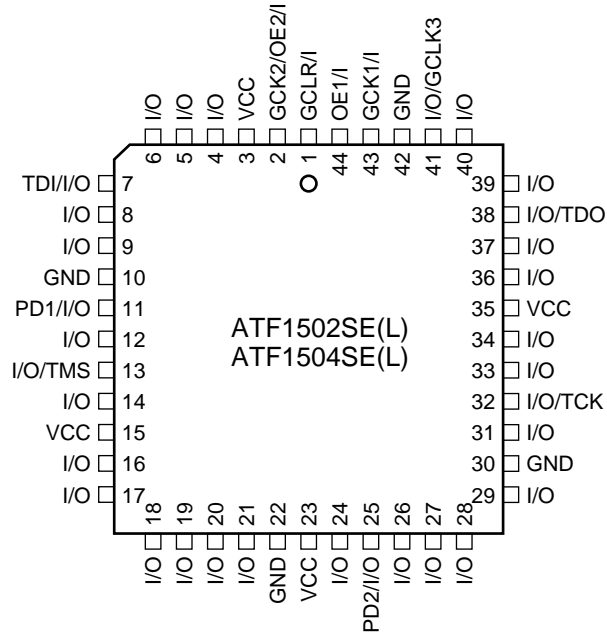 I/O I/O I/O VCC GCK2/OE2/I GCLR/I OE1/I GCK1/I GND I/O/GCLK3 I/O
6 5 4 3 2 1 44 43 42 41 40
TDI/I/O 7 39 I/O
I/O 8 38 I/O/TDO
I/O 9 37 I/O
GND 10 36 I/O
PD1/I/O 11 35 VCC
I/O 12 34 I/O
I/O/TMS 13 33 I/O
I/O 14 32 I/O/TCK
VCC 15 31 I/O
I/O 16 30 GND
I/O 17 29 I/O
ATF1502SE(L)
ATF1504SE(L)
18 19 20 21 22 23 24 25 26 27 28
I/O I/O I/O I/O GND VCC I/O PD2/I/O I/O I/O I/O